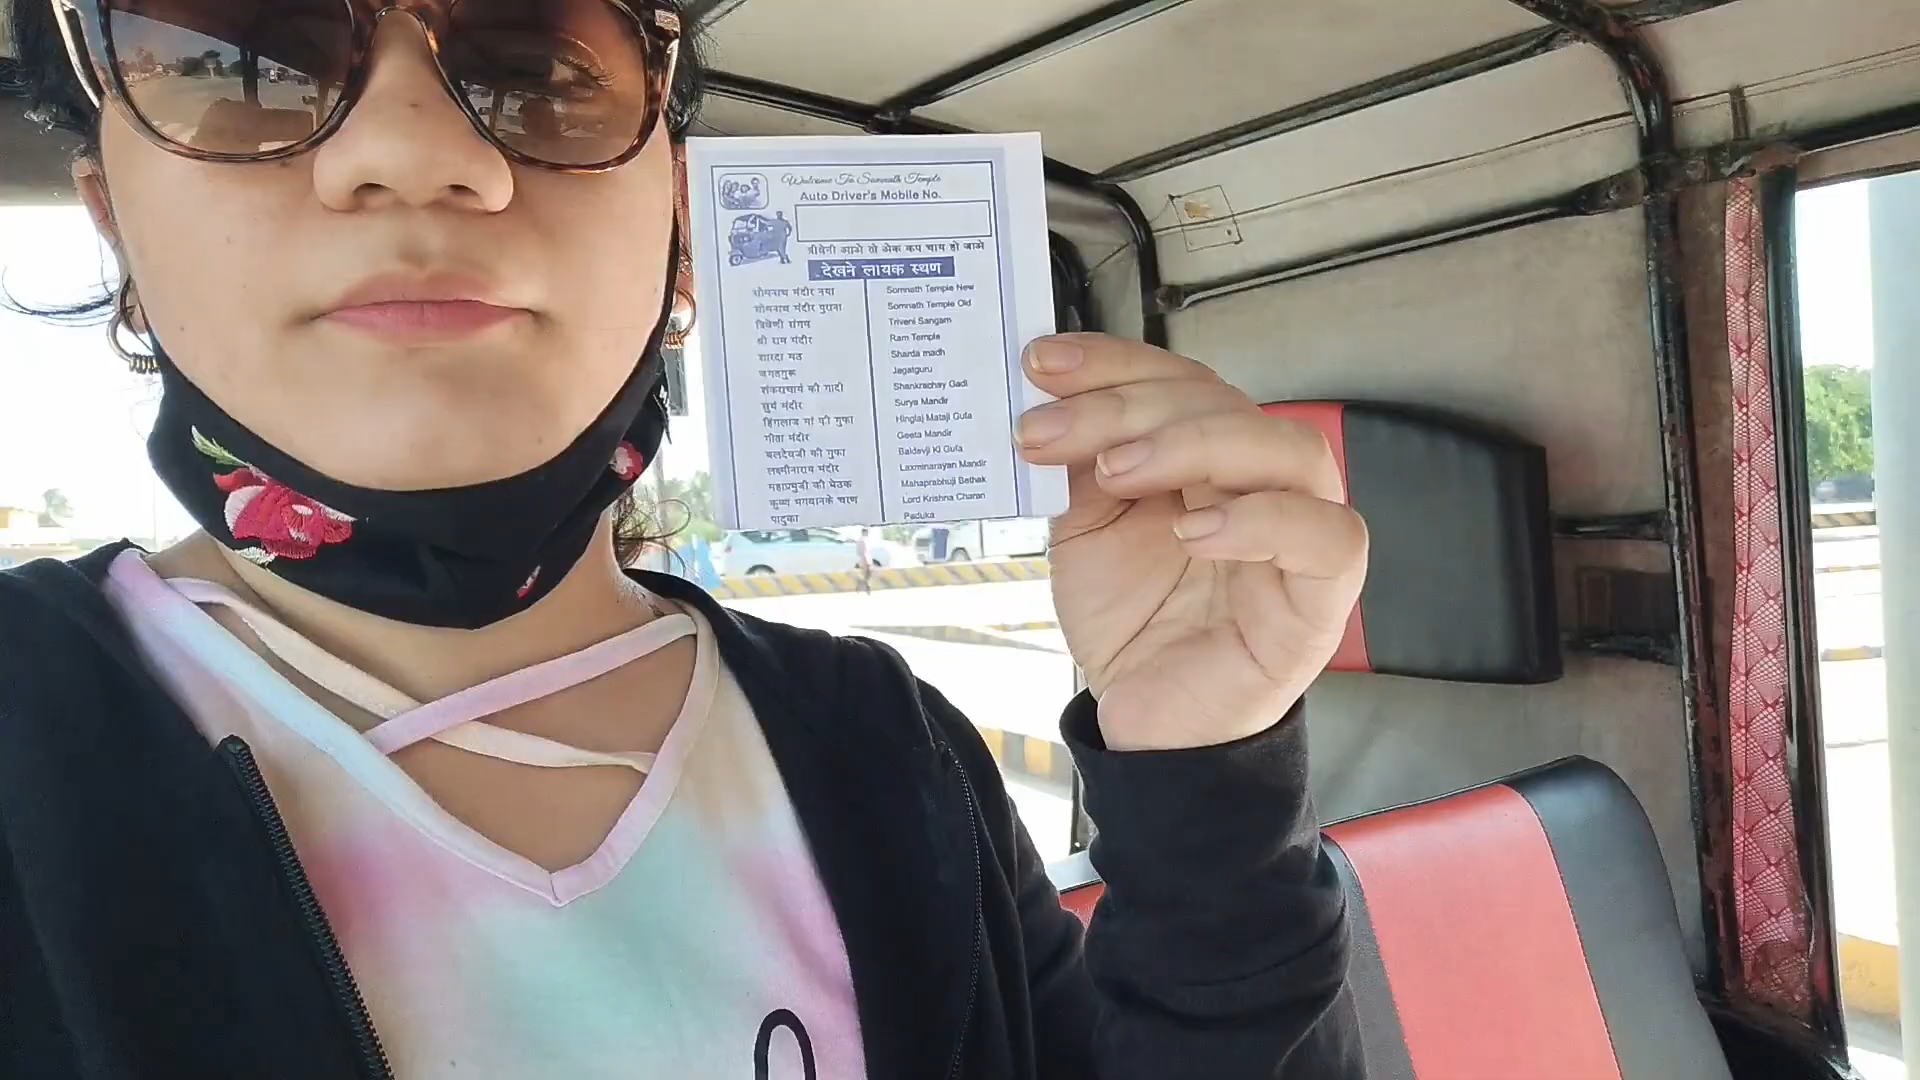 Welcome To Somnath Temple
Auto Driver's Mobile No.
त्रीवेनी आओ तो अेक कप चाय हो जाओ
देखने लायक स्थण
सोमनाथ मंदीर नया Somnath Temple New
सोमनाथ मंदीर पुराना Somnath Temple Old
त्रिवेणी संगम Triveni Sangam
श्री राम मंदीर Ram Temple
शारदा मठ Sharda madh
जगतगुरू Jagatguru
शंकराचार्य की गादी Shankrachay Gadi
सुर्य मंदीर Surya Mandir
हिंगलाज मां की गुफा Hinglaj Mataji Gufa
गीता मंदीर Geeta Mandir
बलदेवजी की गुफा Baldavji Ki Gufa
लक्ष्मीनारायण मंदीर Laxminarayan Mandir
महाप्रभुजी की बेठक Mahaprabhuji Bethak
कृष्ण भगवानके चरण Lord Krishna Charan
पादुका Paduka